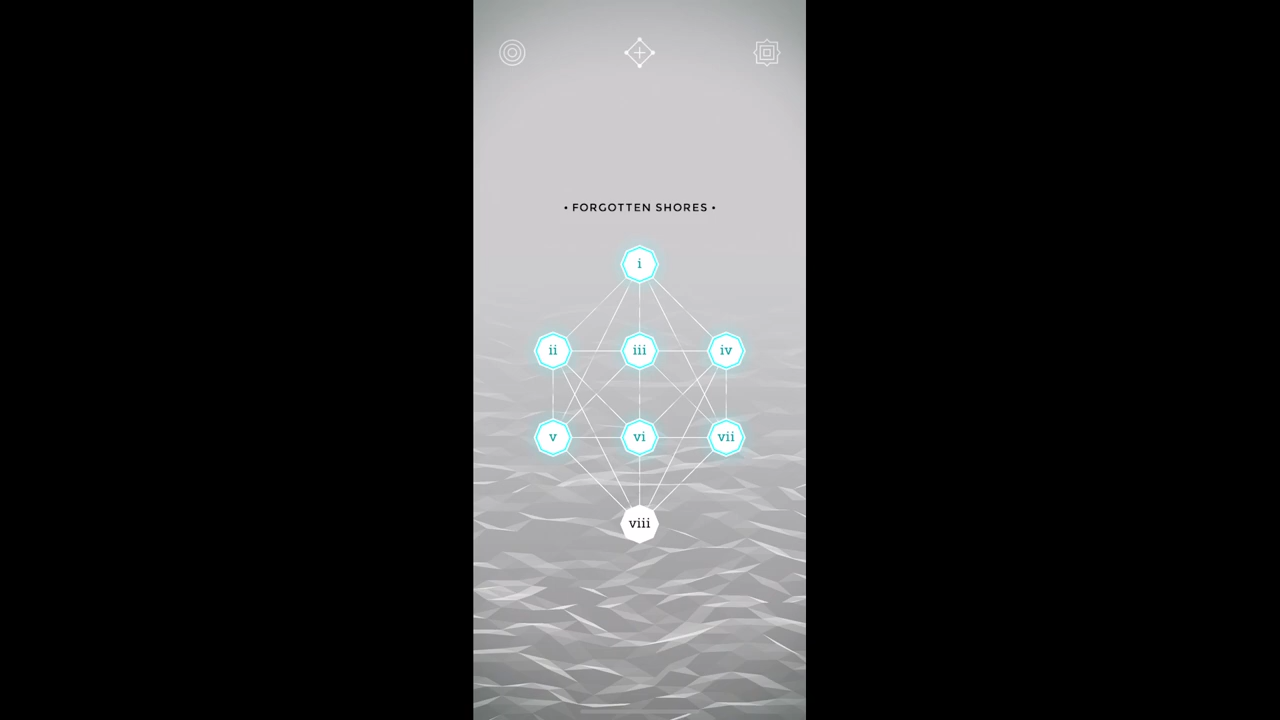 • FORGOTTEN SHORES •
i
ii iii iv
v vi vii
viii